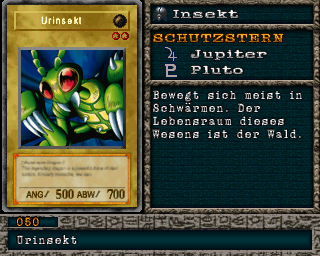 Urinsekt
ANG/ 500 ABW/ 700
Insekt
SCHUTZSTERN
♃ Jupiter
♇ Pluto
Bewegt sich meist in
Schwärmen. Der
Lebensraum dieses
Wesens ist der Wald.
050
Urinsekt